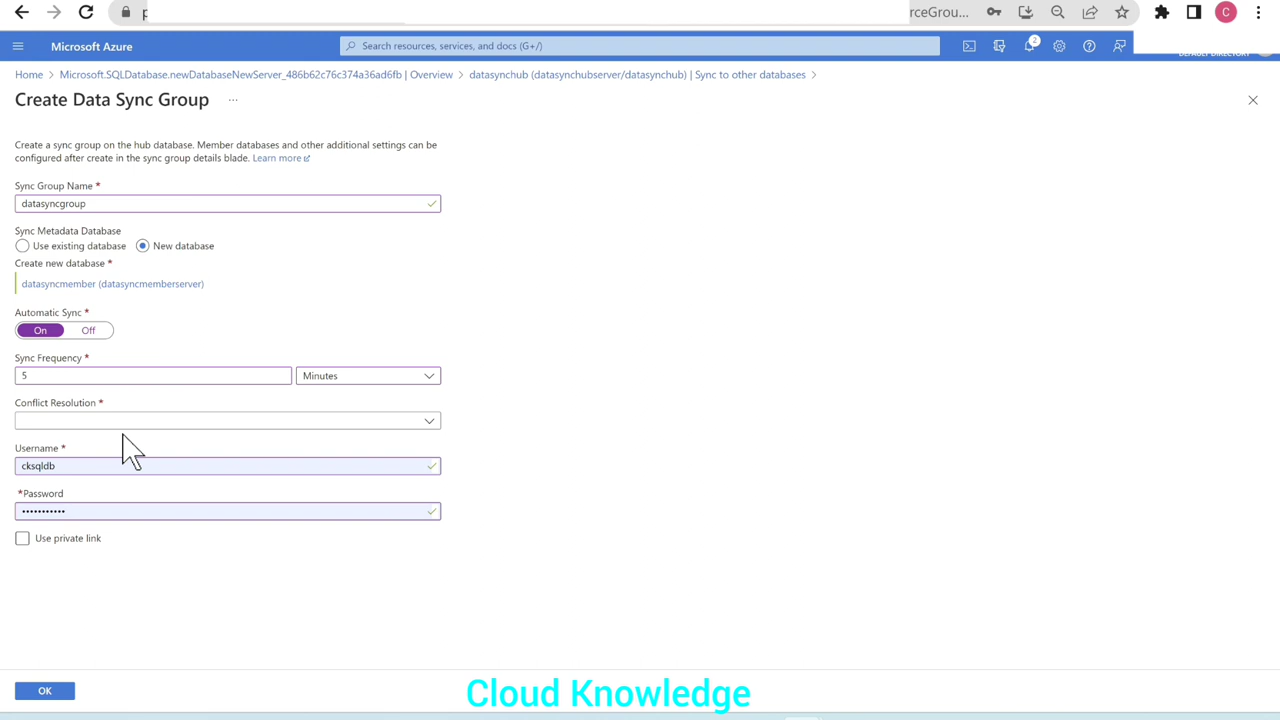 rceGrou...
C
Microsoft Azure
Search resources, services, and docs (G+/)
2
Home > Microsoft.SQLDatabase.newDatabaseNewServer_486b62c76c374a36ad6fb | Overview > datasynchub (datasynchubserver/datasynchub) | Sync to other databases >
Create Data Sync Group ...
Create a sync group on the hub database. Member databases and other additional settings can be
configured after create in the sync group details blade. Learn more
Sync Group Name *
datasyncgroup
Sync Metadata Database
Use existing database New database
Create new database *
datasyncmember (datasyncmemberserver)
Automatic Sync *
On Off
Sync Frequency *
5 Minutes
Conflict Resolution *
Username *
cksqldb
*Password
•••••••••••
Use private link
OK
Cloud Knowledge